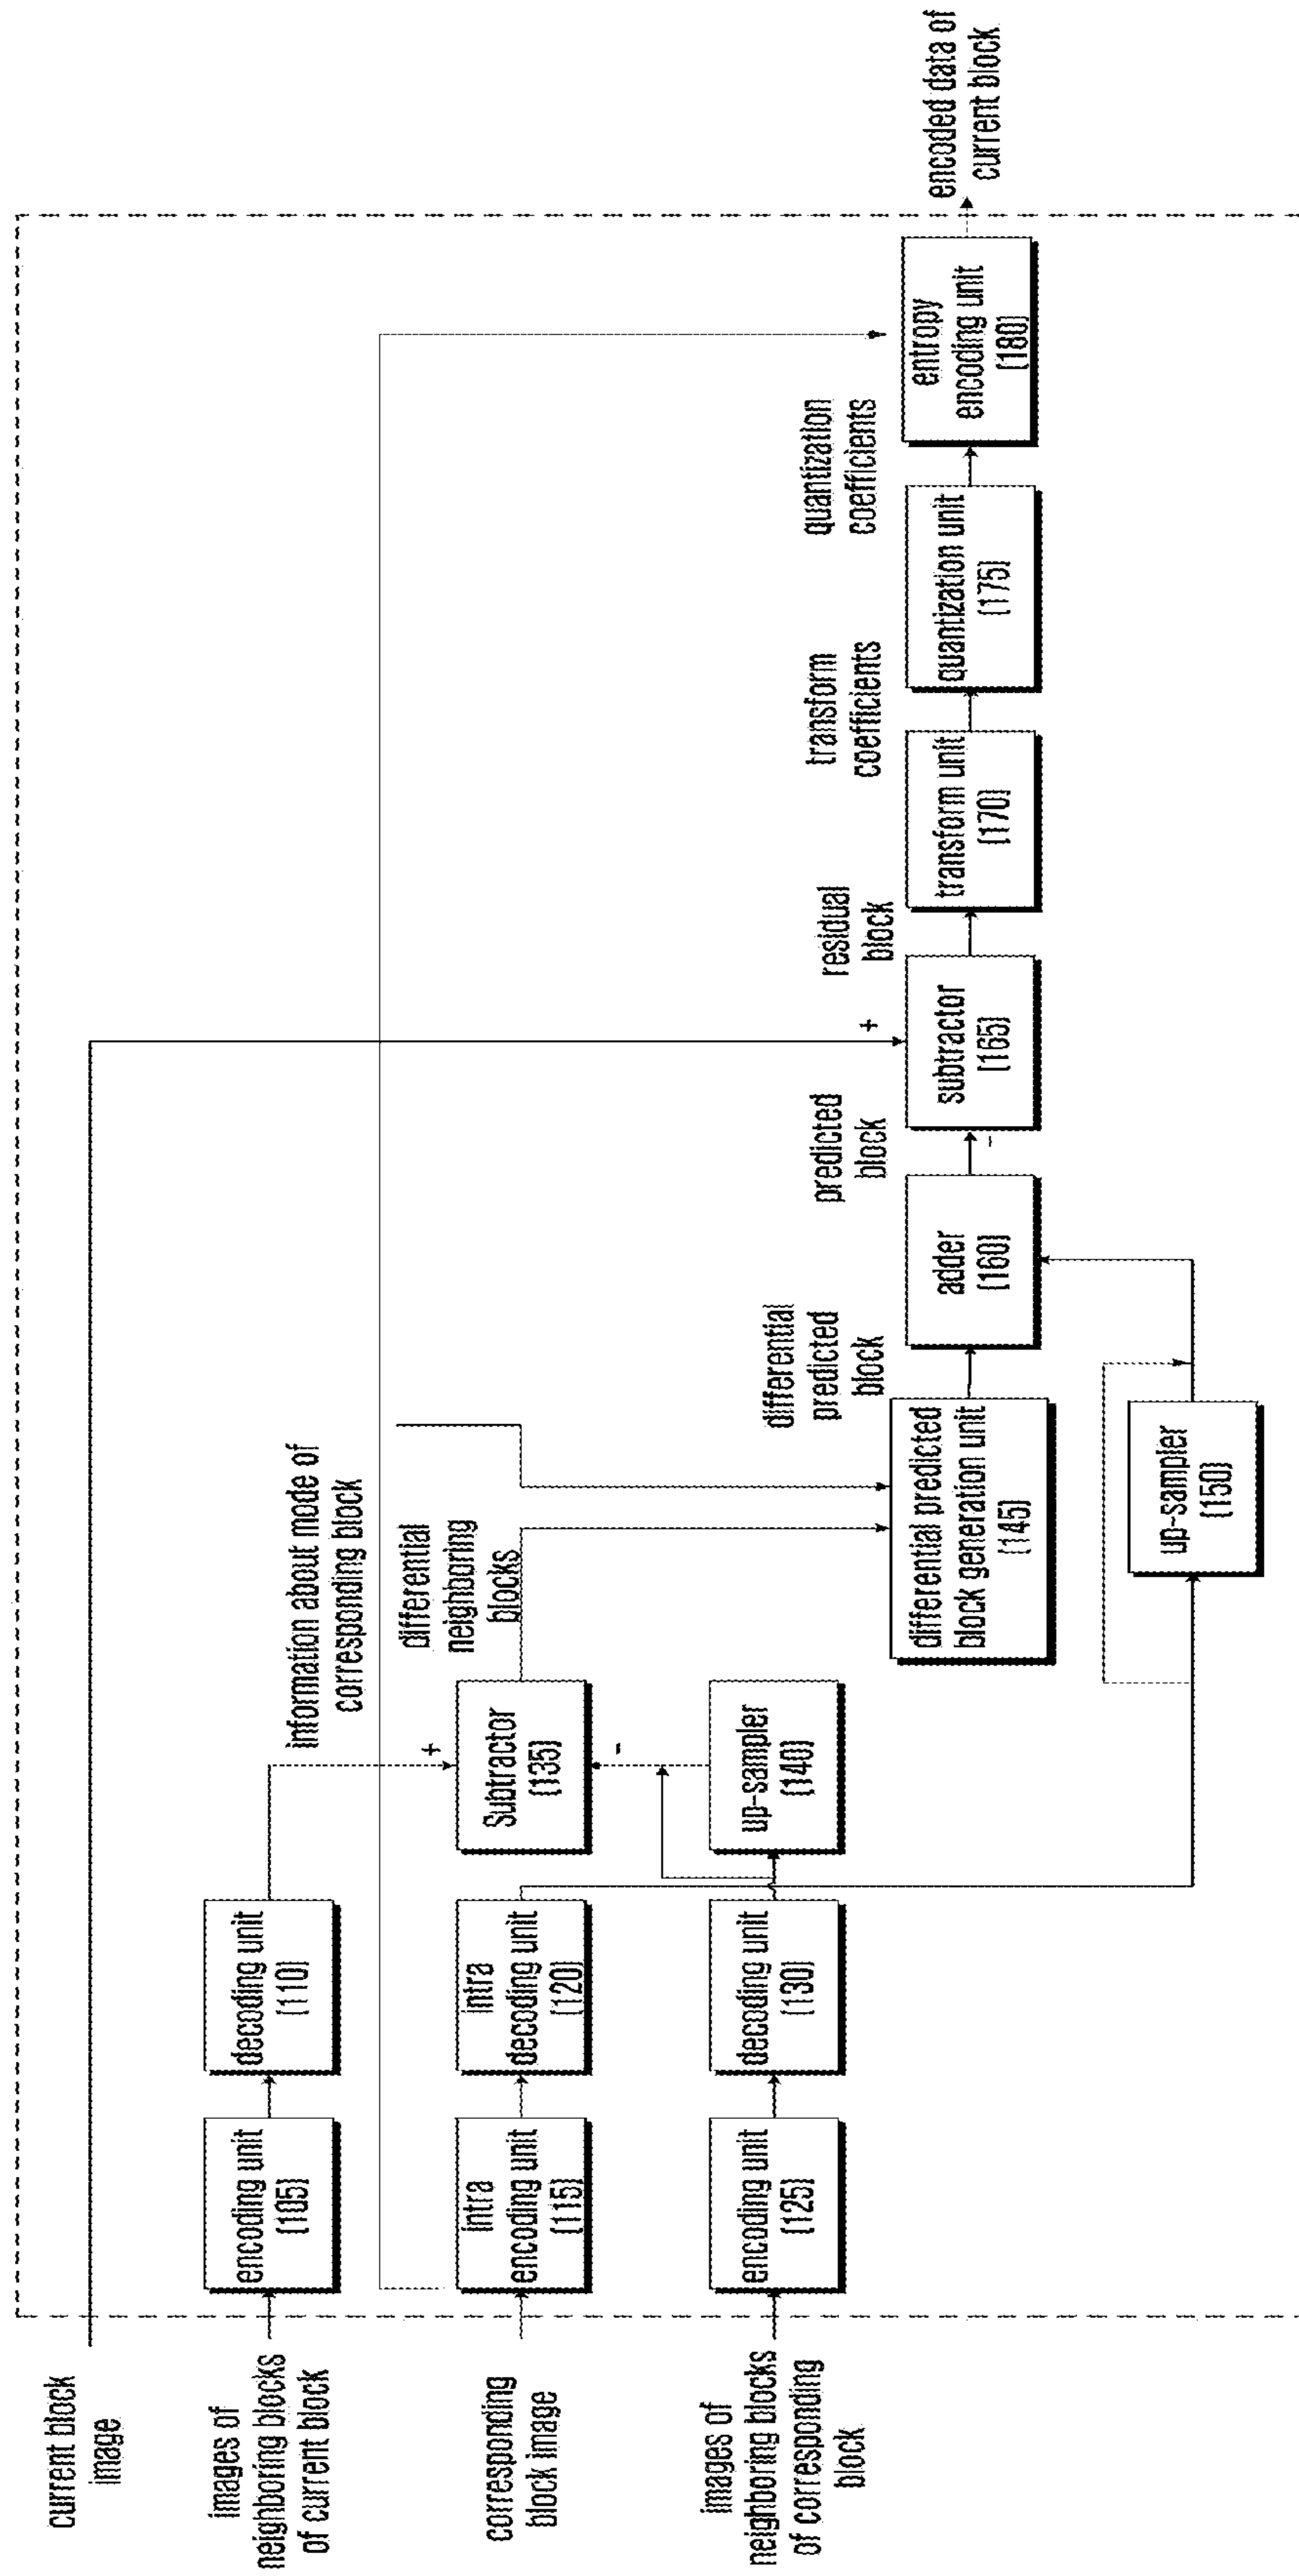 current block
image
images of
neighboring blocks
of current block
corresponding
block image
images of
neighboring blocks
of corresponding
block
encoding unit
(105)
decoding unit
(110)
intra
encoding unit
(115)
intra
decoding unit
(120)
encoding unit
(125)
decoding unit
(130)
information about mode of
corresponding block
+
Subtractor
(135)
-
up-sampler
(140)
differential
neighboring
blocks
differential predicted
block generation unit
(145)
up-sampler
(150)
differential
predicted
block
adder
(160)
predicted
block
+
-
subtractor
(165)
residual
block
transform unit
(170)
transform
coefficients
quantization unit
(175)
quantization
coefficients
entropy
encoding unit
(180)
encoded data of
current block